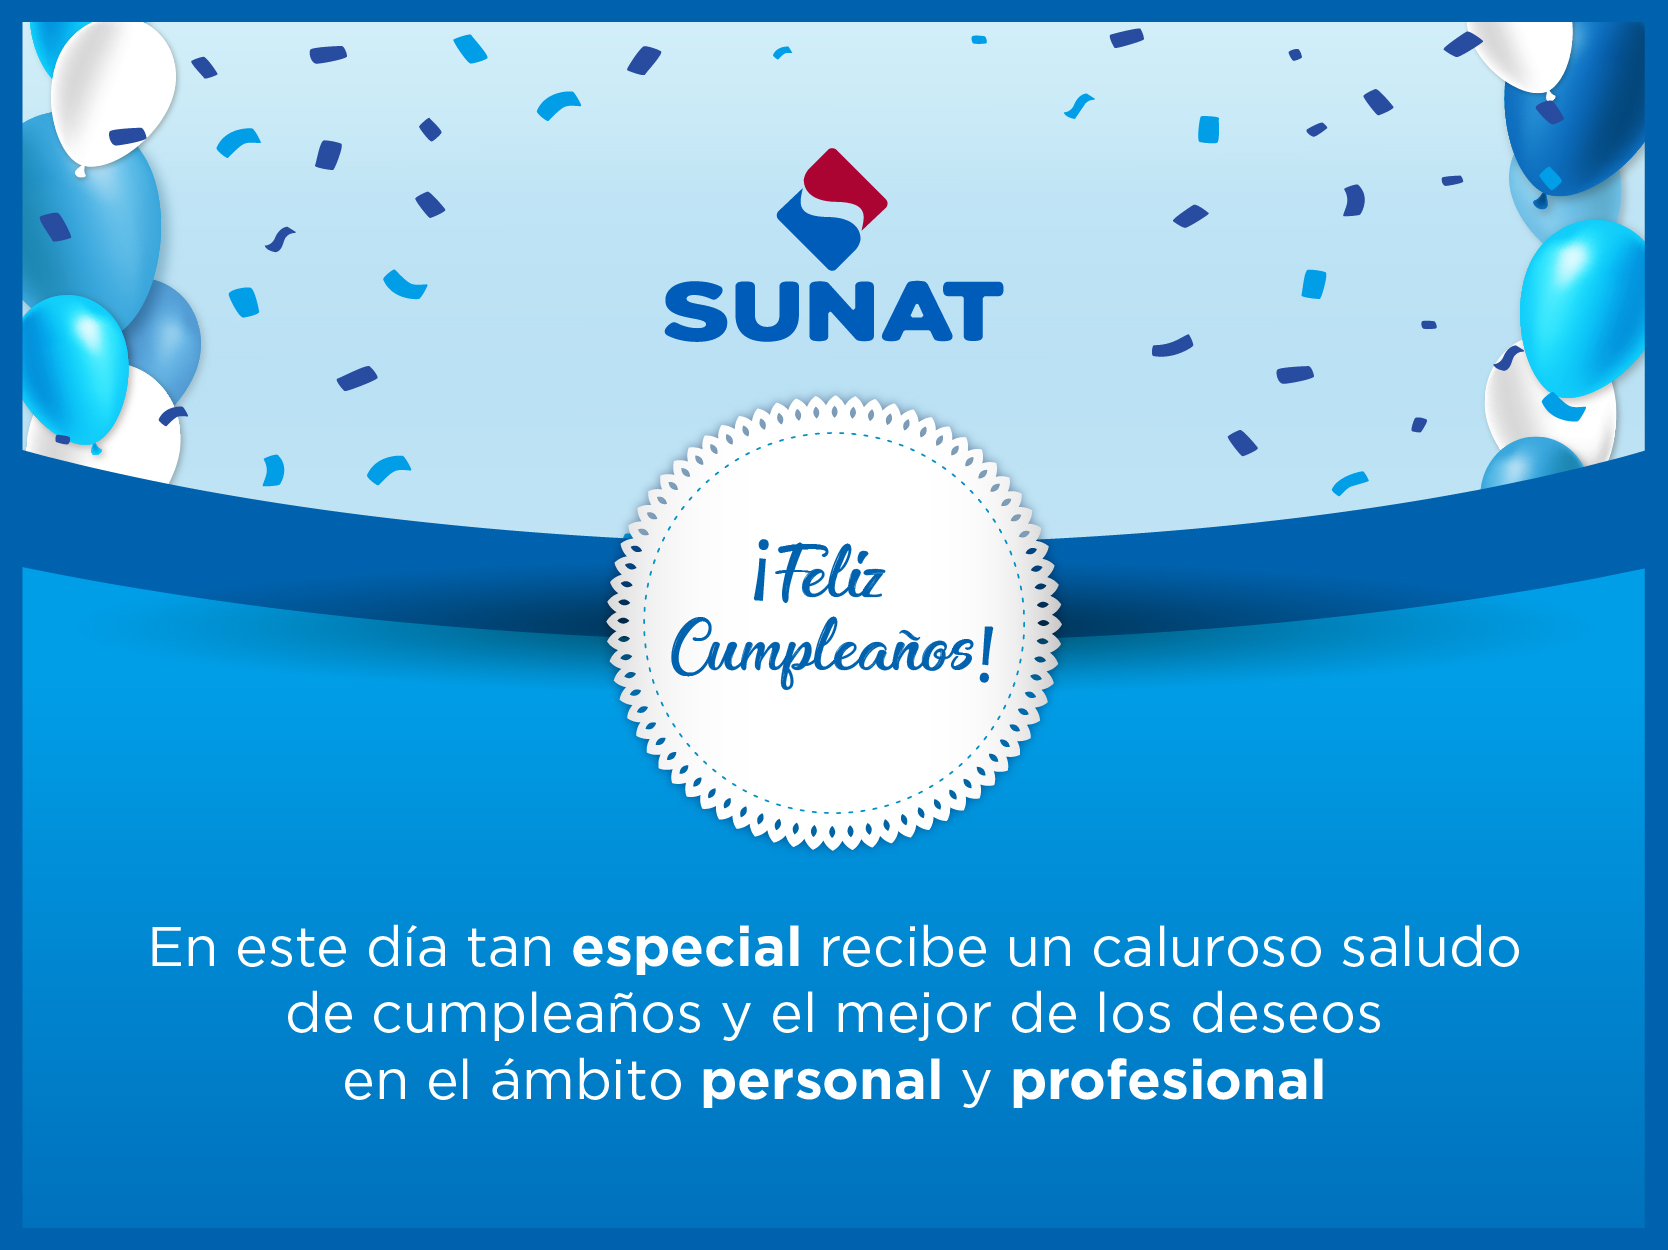 SUNAT
¡Feliz
Cumpleaños!
En este día tan especial recibe un caluroso saludo
de cumpleaños y el mejor de los deseos
en el ámbito personal y profesional